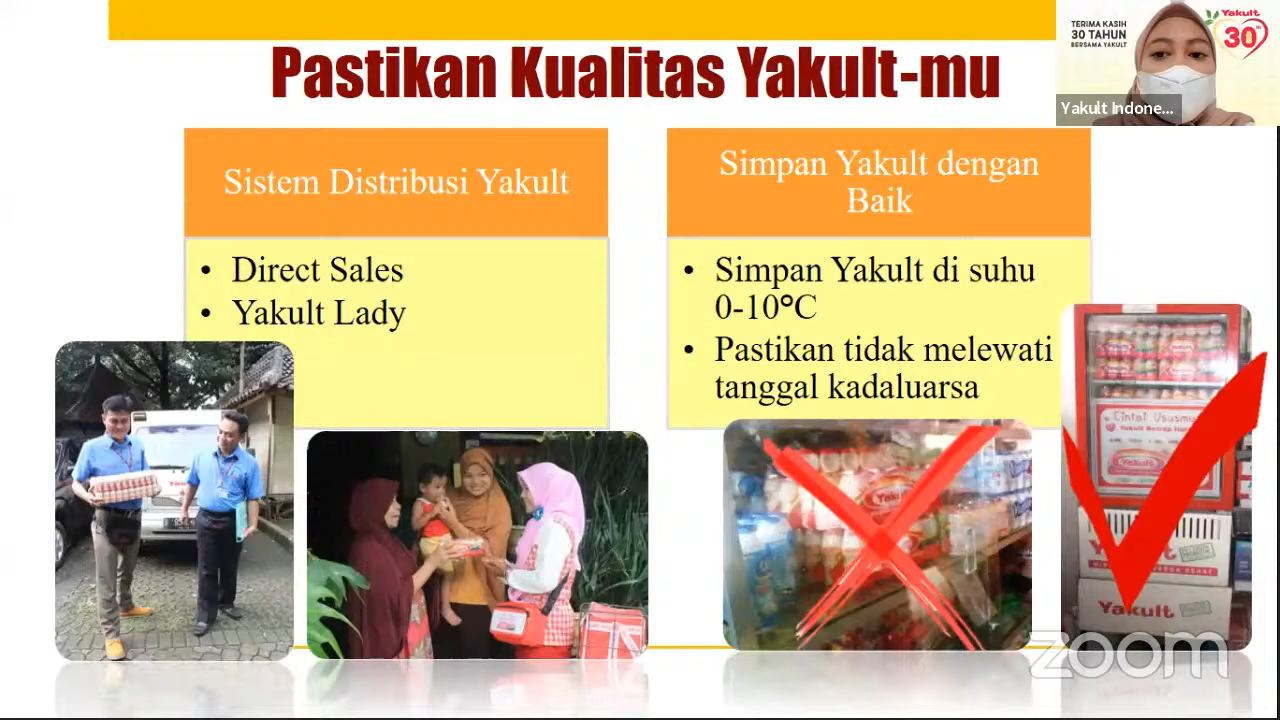 Pastikan Kualitas Yakult-mu
TERIMA KASIH
30 TAHUN
BERSAMA YAKULT
Yakult
30
Yakult Indone...
Sistem Distribusi Yakult
• Direct Sales
• Yakult Lady
Simpan Yakult dengan
Baik
• Simpan Yakult di suhu
0-10°C
• Pastikan tidak melewati
tanggal kadaluarsa
Cintai Ususmu
Yakult
Yakult
zoom